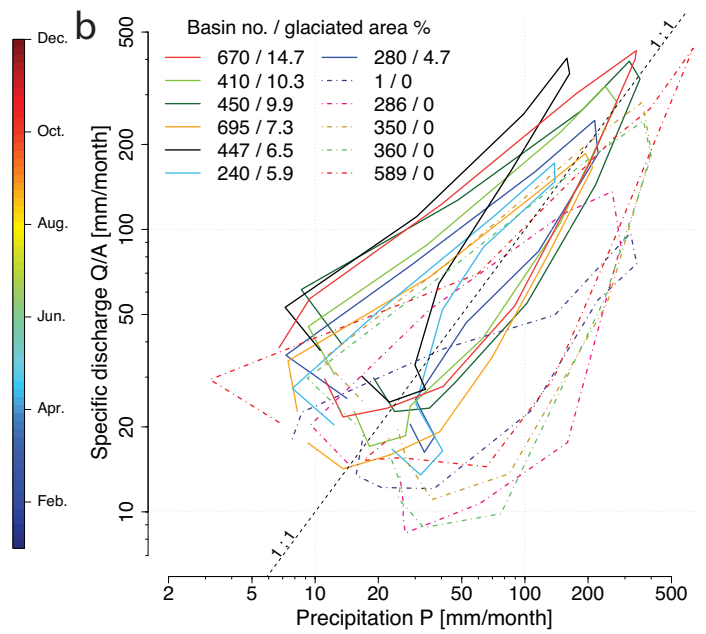 b
Dec.
Oct.
Aug.
Jun.
Apr.
Feb.
Basin no. / glaciated area %
670 / 14.7
410 / 10.3
450 / 9.9
695 / 7.3
447 / 6.5
240 / 5.9
280 / 4.7
1 / 0
286 / 0
350 / 0
360 / 0
589 / 0
1 : 1
1 : 1
Specific discharge Q/A [mm/month]
500
200
100
50
20
10
2
5
10
20
50
100
200
500
Precipitation P [mm/month]